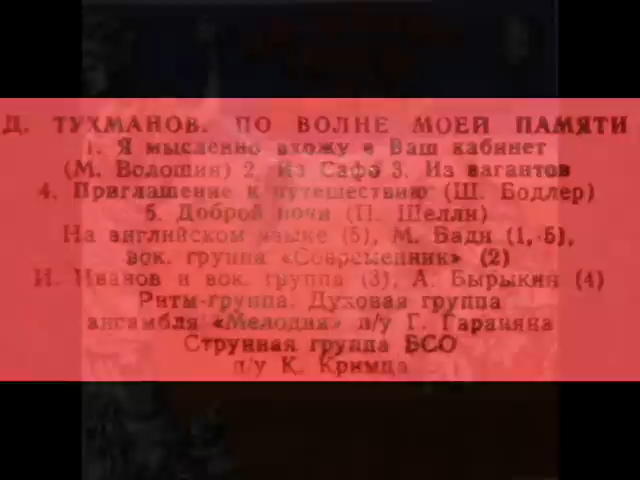 Д. ТУХМАНОВ. ПО ВОЛНЕ МОЕЙ ПАМЯТИ
1. Я мысленно вхожу в Ваш кабинет
(М. Волошин) 2. Из Сафо 3. Из вагантов
4. Приглашение к путешествию (Ш. Бодлер)
5. Доброй ночи (П. Шелли)
На английском языке (5), М. Бади (1, 5),
вок. группа «Современник» (2)
И. Иванов и вок. группа (3), А. Бырыкин (4)
Ритм-группа. Духовая группа
ансамбля «Мелодия» п/у Г. Гараняна
Струнная группа БСО
п/у К. Кримца